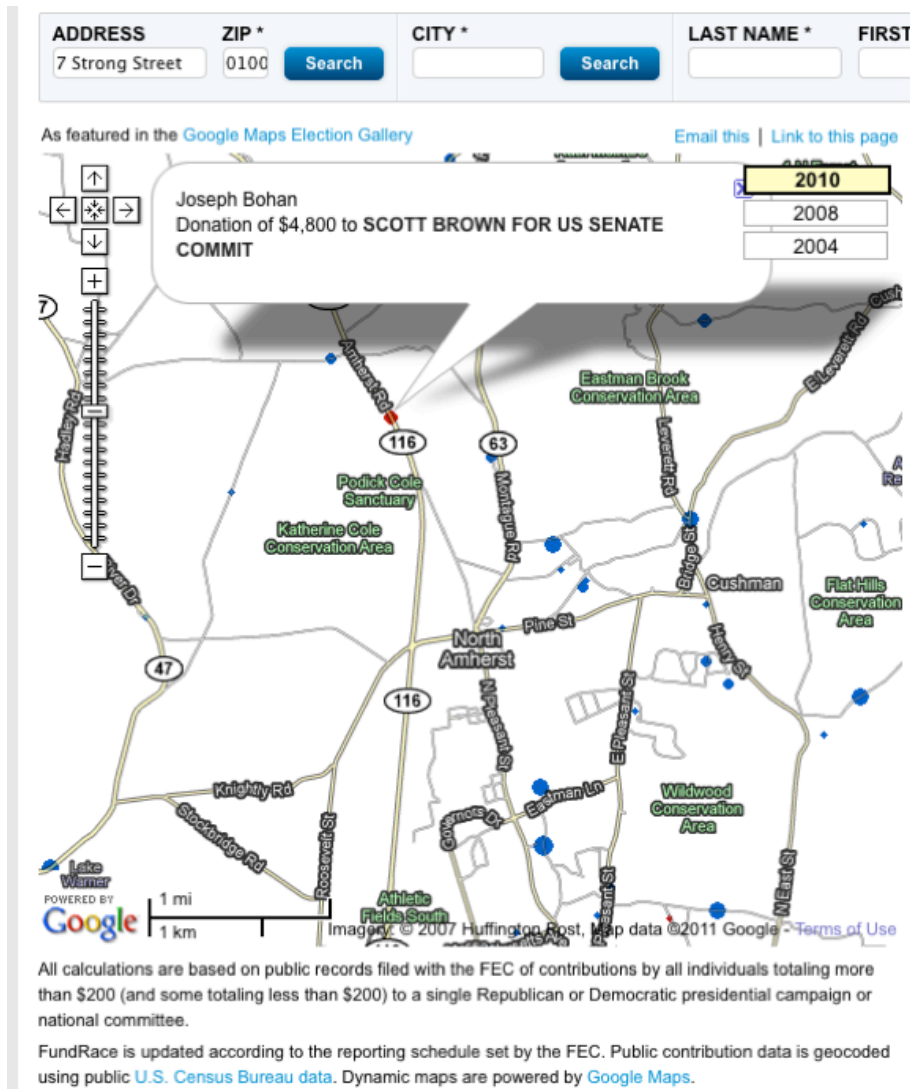 ADDRESS ZIP * CITY * LAST NAME * FIRST
7 Strong Street 0100 Search Search
As featured in the Google Maps Election Gallery Email this | Link to this page
Joseph Bohan
Donation of $4,800 to SCOTT BROWN FOR US SENATE
COMMIT
2010
2008
2004
7
Cush
E Leverett Rd
Amherst Rd
Eastman Brook
Conservation Area
Hadley Rd
116
63
Leverett Rd
Podick Cole
Sanctuary
Montague Rd
Katherine Cole
Conservation Area
Bridge St
River Dr
Cushman
Flat Hills
Conservation
Area
Pine St
North
Amherst
Henry St
47
116
N Pleasant St
E Pleasant St
Knightly Rd
Eastman Ln
Wildwood
Conservation
Area
Stockbridge Rd
Governors Dr
Roosevelt St
N East St
Lake
Warner
Pleasant St
Athletic
Fields South
POWERED BY
Google
1 mi
1 km
Imagery © 2007 Huffington Post, Map data ©2011 Google - Terms of Use
All calculations are based on public records filed with the FEC of contributions by all individuals totaling more
than $200 (and some totaling less than $200) to a single Republican or Democratic presidential campaign or
national committee.
FundRace is updated according to the reporting schedule set by the FEC. Public contribution data is geocoded
using public U.S. Census Bureau data. Dynamic maps are powered by Google Maps.